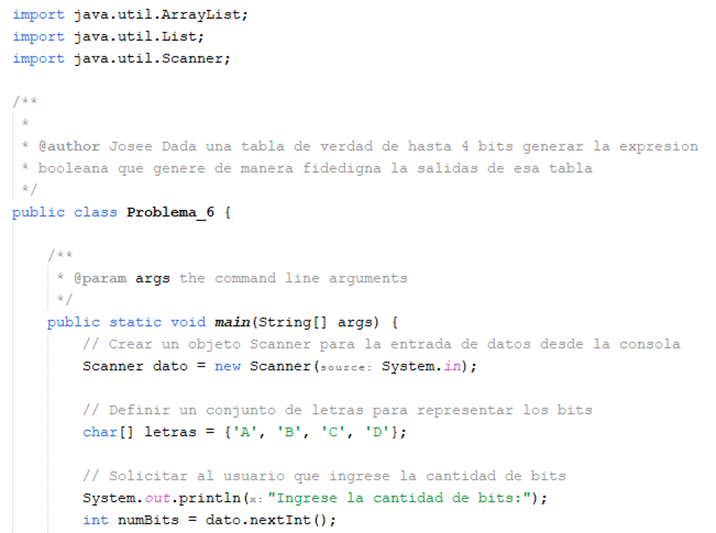 import java.util.ArrayList;
import java.util.List;
import java.util.Scanner;
/**
*
* @author Josee Dada una tabla de verdad de hasta 4 bits generar la expresion
* booleana que genere de manera fidedigna la salidas de esa tabla
*/
public class Problema_6 {
/**
* @param args the command line arguments
*/
public static void main(String[] args) {
// Crear un objeto Scanner para la entrada de datos desde la consola
Scanner dato = new Scanner(source: System.in);
// Definir un conjunto de letras para representar los bits
char[] letras = {'A', 'B', 'C', 'D'};
// Solicitar al usuario que ingrese la cantidad de bits
System.out.println(x: "Ingrese la cantidad de bits:");
int numBits = dato.nextInt();